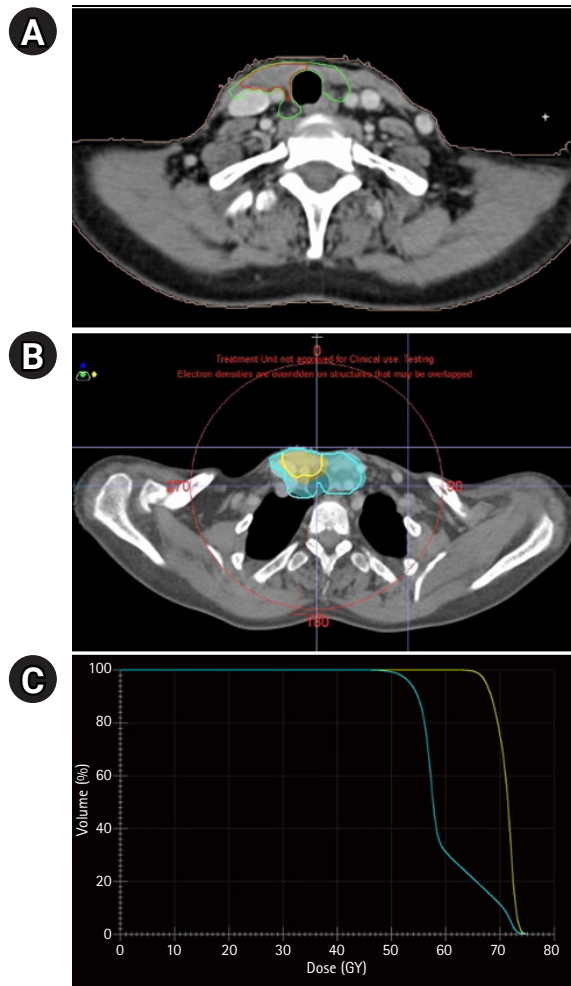 A
B
0
Treatment Unit not approved for Clinical use: Testing
Electron densities are overridden on structures that may be overlapped
270
90
180
C
100
80
60
40
20
0
Volume (%)
0
10
20
30
40
50
60
70
80
Dose (GY)